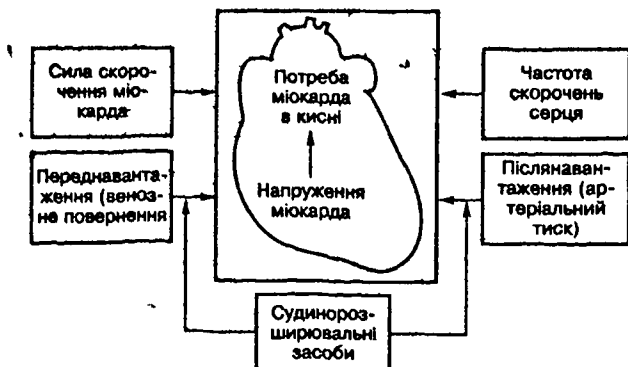 Сила скоро-
чення міо-
карда
Переднаванта-
ження (веноз-
не повернення
Потреба
міокарда
в кисні
Напруження
міокарда
Частота
скорочень
серця
Післянаван-
таження (ар-
теріальний
тиск)
Судинороз-
ширювальні
засоби